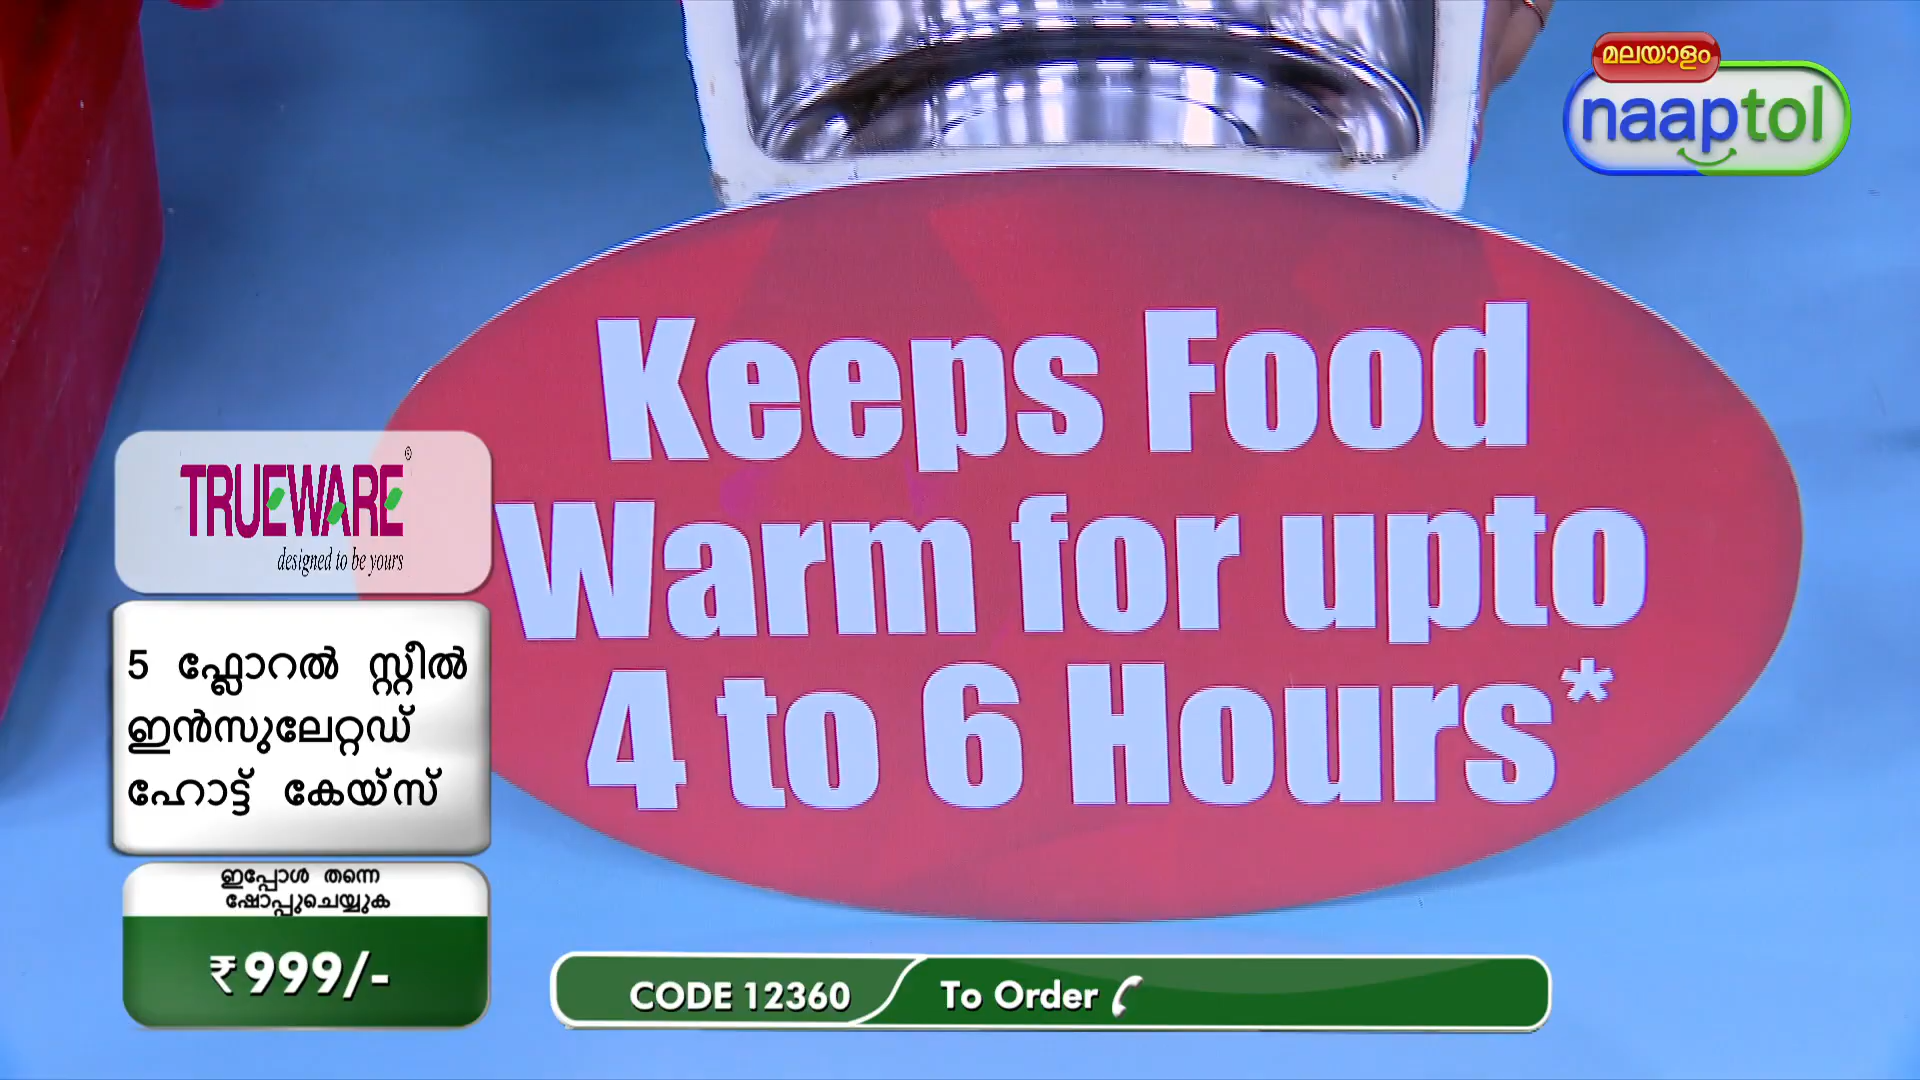 മലയാളം
naaptol
Keeps Food
Warm for upto
4 to 6 Hours*
TRUEWARE®
designed to be yours
5 ഫ്ലോറൽ സ്റ്റീൽ
ഇൻസുലേറ്റഡ്
ഹോട്ട് കേയ്സ്
ഇപ്പോൾ തന്നെ
ഷോപ്പുചെയ്യുക
₹999/-
CODE 12360 To Order